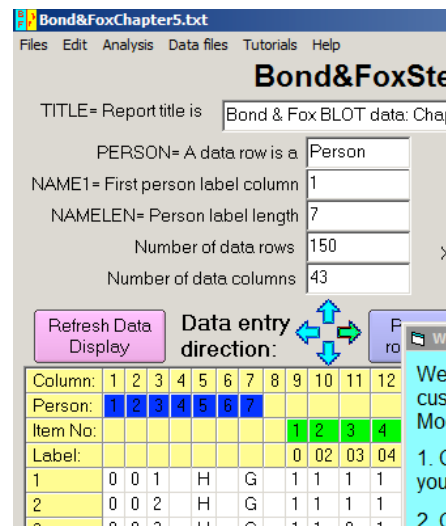 Bond&FoxChapter5.txt
Files Edit Analysis Data files Tutorials Help
Bond&FoxSte
TITLE= Report title is Bond & Fox BLOT data: Cha
PERSON= A data row is a Person
NAME1= First person label column 1
NAMELEN= Person label length 7
Number of data rows 150
Number of data columns 43
Refresh Data Display
Data entry direction:
P
ro
W
We
cus
Mo
1. C
you
2. C
Column: 1 2 3 4 5 6 7 8 9 10 11 12
Person: 1 2 3 4 5 6 7
Item No: 1 2 3 4
Label: 0 02 03 04
1 0 0 1 H G 1 1 1 1
2 0 0 2 H G 1 1 1 1